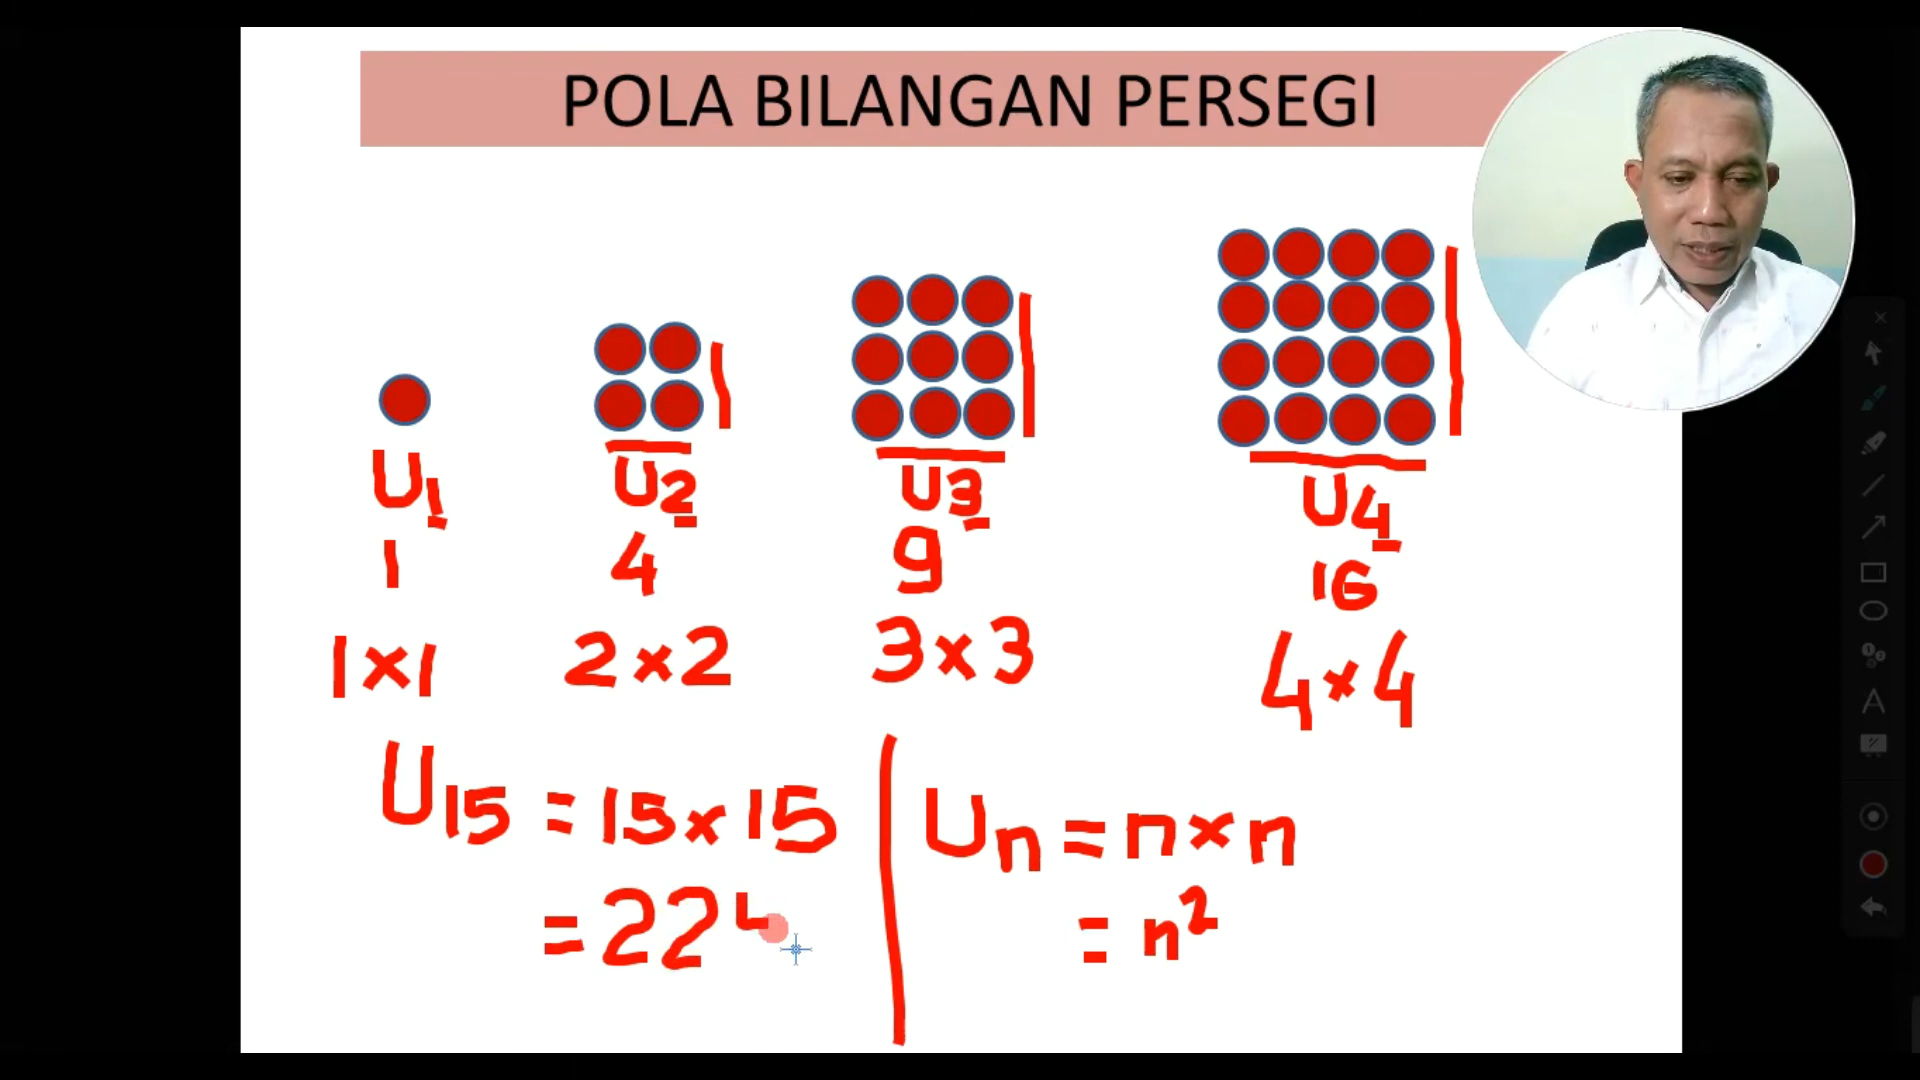 POLA BILANGAN PERSEGI
U1 U2 U3 U4
1 4 9 16
1×1 2×2 3×3 4×4
U15 = 15×15
= 22
Un = n×n
= n²